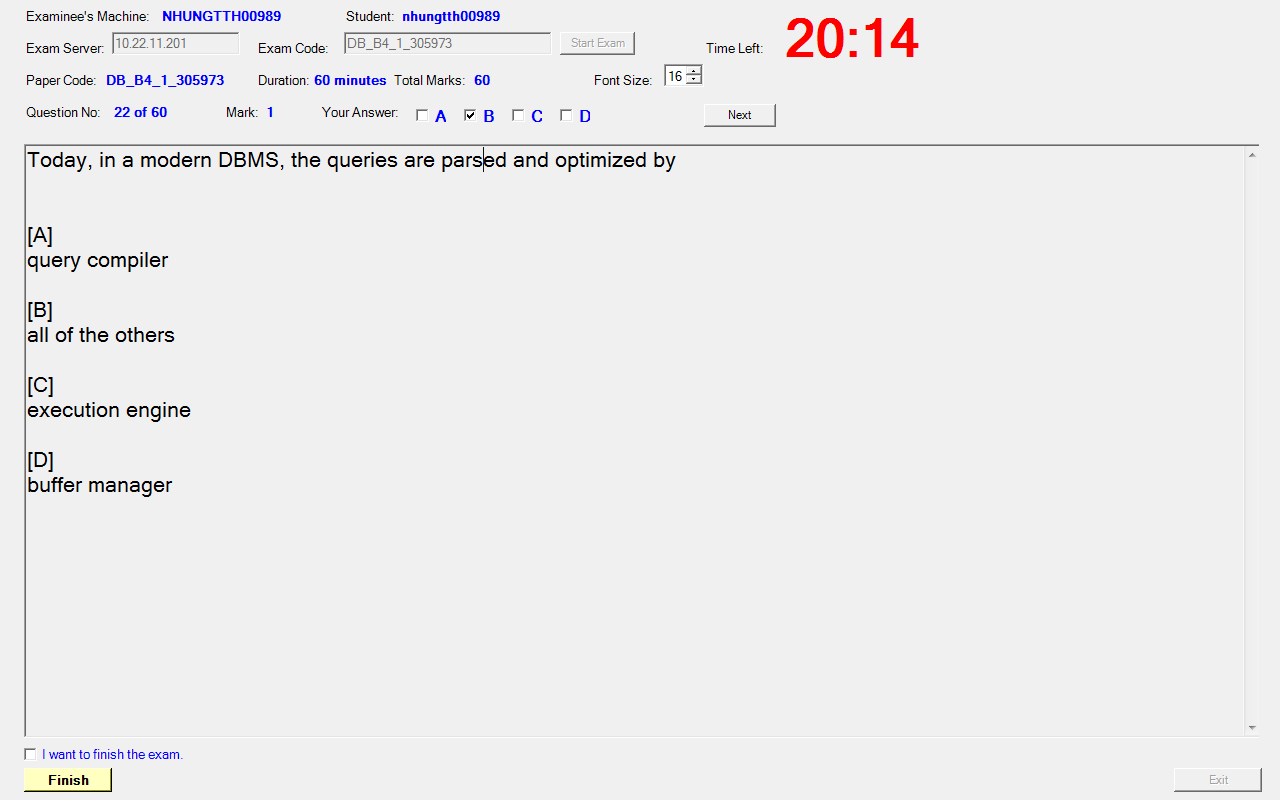 Examinee's Machine: NHUNGTTH00989 Student: nhungtth00989
Exam Server: 10.22.11.201 Exam Code: DB_B4_1_305973 Start Exam Time Left: 20:14
Paper Code: DB_B4_1_305973 Duration: 60 minutes Total Marks: 60 Font Size: 16
Question No: 22 of 60 Mark: 1 Your Answer: A B C D Next
Today, in a modern DBMS, the queries are parsed and optimized by
[A]
query compiler
[B]
all of the others
[C]
execution engine
[D]
buffer manager
I want to finish the exam.
Finish Exit